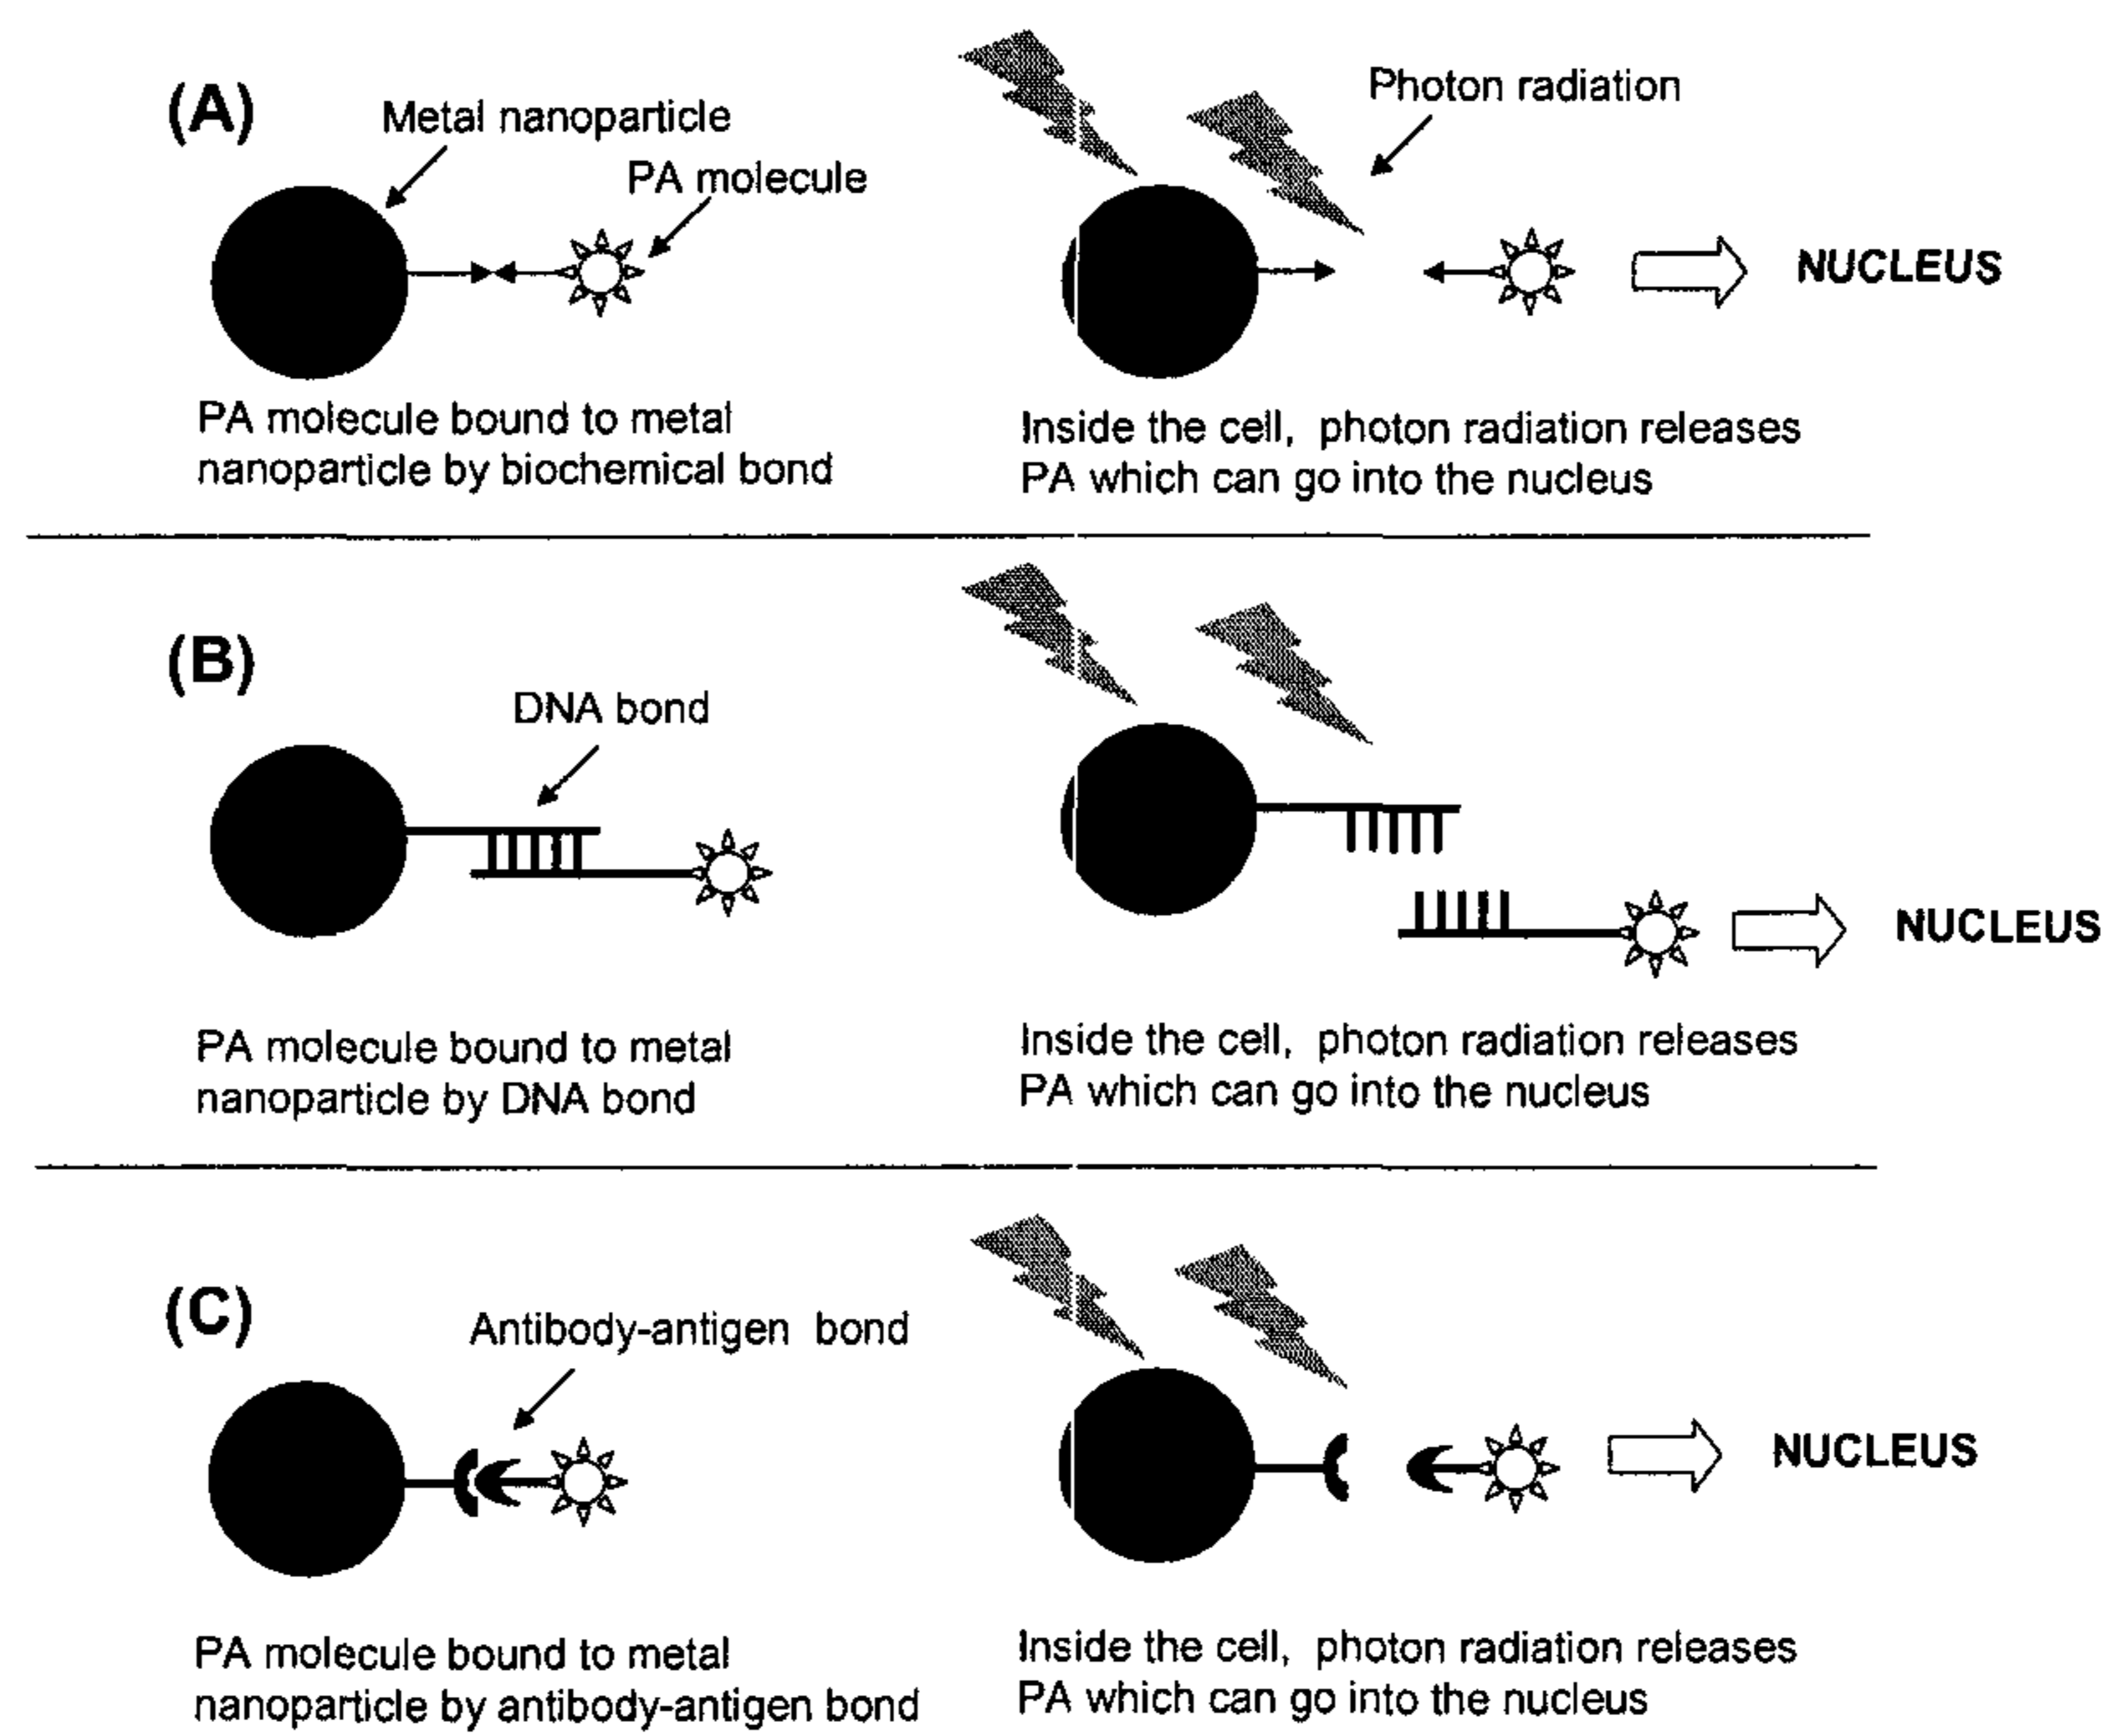 (A)
Metal nanoparticle
PA molecule
Photon radiation
NUCLEUS
PA molecule bound to metal
nanoparticle by biochemical bond
Inside the cell, photon radiation releases
PA which can go into the nucleus
(B)
DNA bond
NUCLEUS
PA molecule bound to metal
nanoparticle by DNA bond
Inside the cell, photon radiation releases
PA which can go into the nucleus
(C)
Antibody-antigen bond
NUCLEUS
PA molecule bound to metal
nanoparticle by antibody-antigen bond
Inside the cell, photon radiation releases
PA which can go into the nucleus